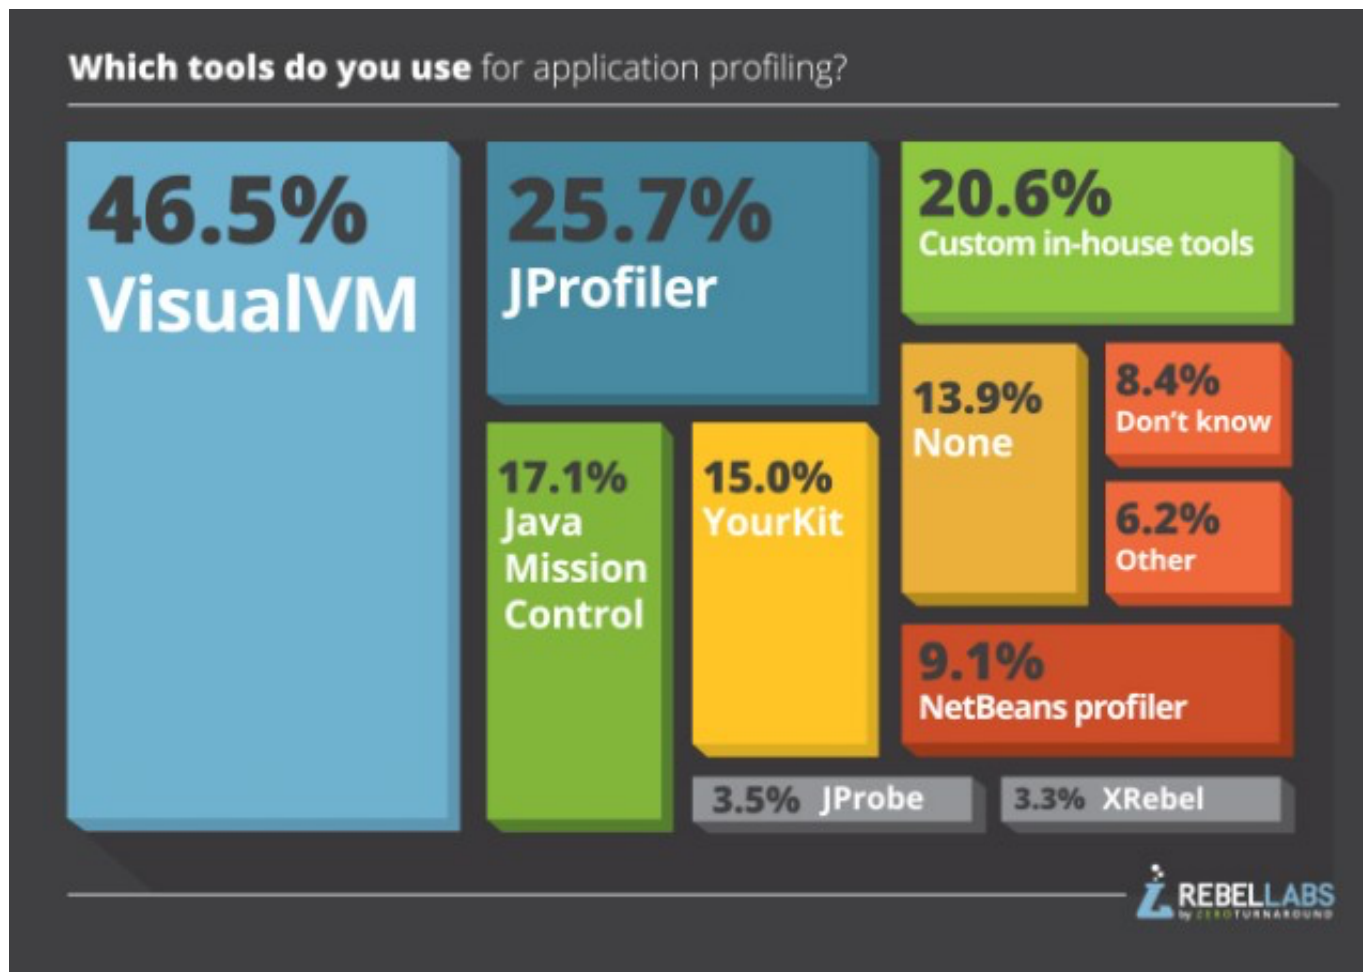 Which tools do you use for application profiling?
46.5%
VisualVM
25.7%
JProfiler
20.6%
Custom in-house tools
17.1%
Java
Mission
Control
15.0%
YourKit
13.9%
None
8.4%
Don't know
6.2%
Other
9.1%
NetBeans profiler
3.5% JProbe
3.3% XRebel
REBELLABS
by ZEROTURNAROUND